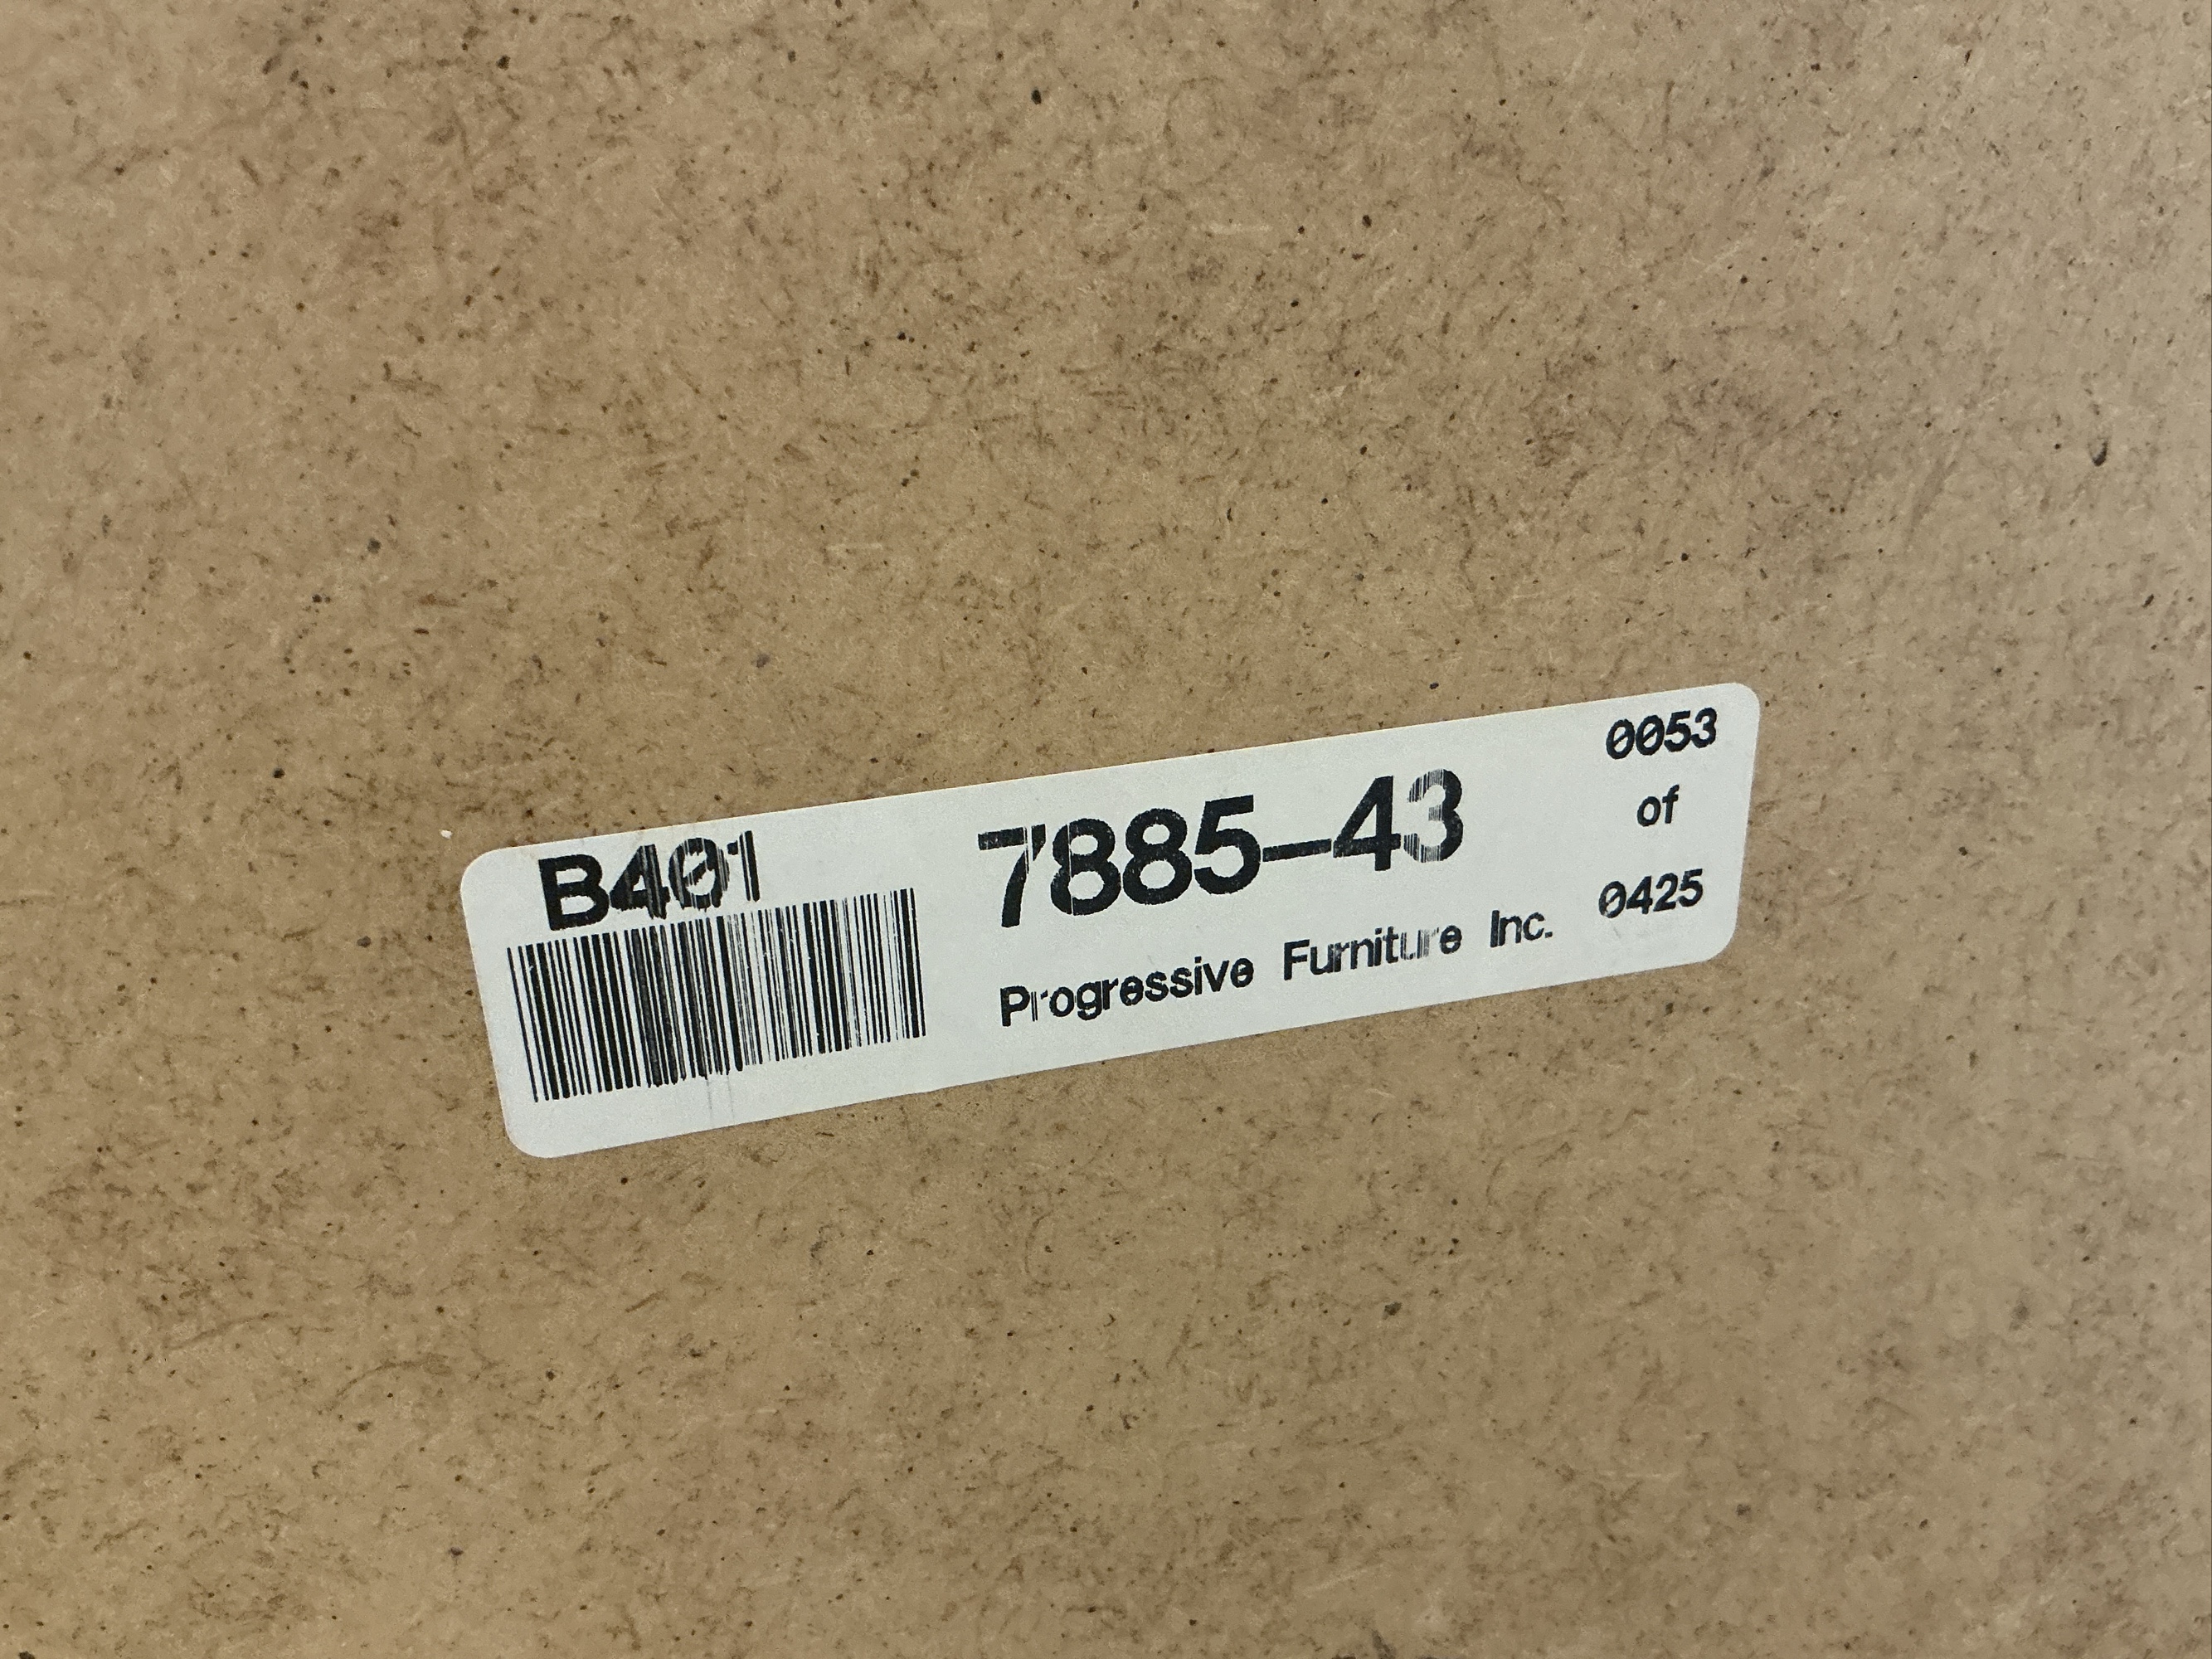 B401
7885-43
Progressive Furniture Inc.
0053
of
0425